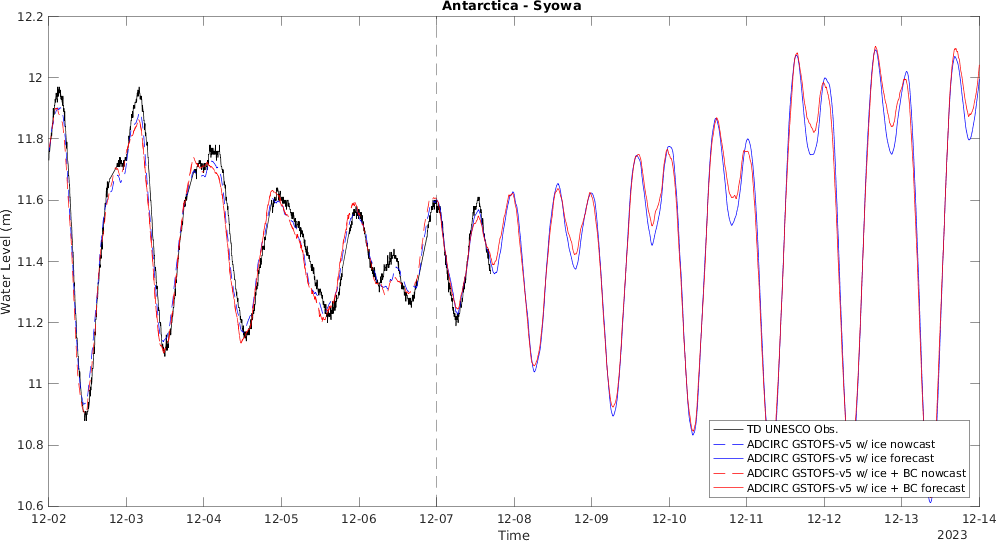 Antarctica - Syowa
12.2
12
11.8
11.6
11.4
11.2
11
10.8
10.6
Water Level (m)
TD UNESCO Obs.
ADCIRC GSTOFS-v5 w/ ice nowcast
ADCIRC GSTOFS-v5 w/ ice forecast
ADCIRC GSTOFS-v5 w/ ice + BC nowcast
ADCIRC GSTOFS-v5 w/ ice + BC forecast
12-02 12-03 12-04 12-05 12-06 12-07 12-08 12-09 12-10 12-11 12-12 12-13 12-14
Time
2023